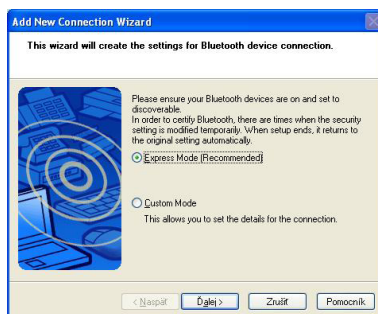 Add New Connection Wizard
This wizard will create the settings for Bluetooth device connection.
Please ensure your Bluetooth devices are on and set to
discoverable.
In order to certify Bluetooth, there are times when the security
setting is modified temporarily. When setup ends, it returns to
the original setting automatically.
Express Mode (Recommended)
Custom Mode
This allows you to set the details for the connection.
< Naspäť
Ďalej >
Zrušiť
Pomocník